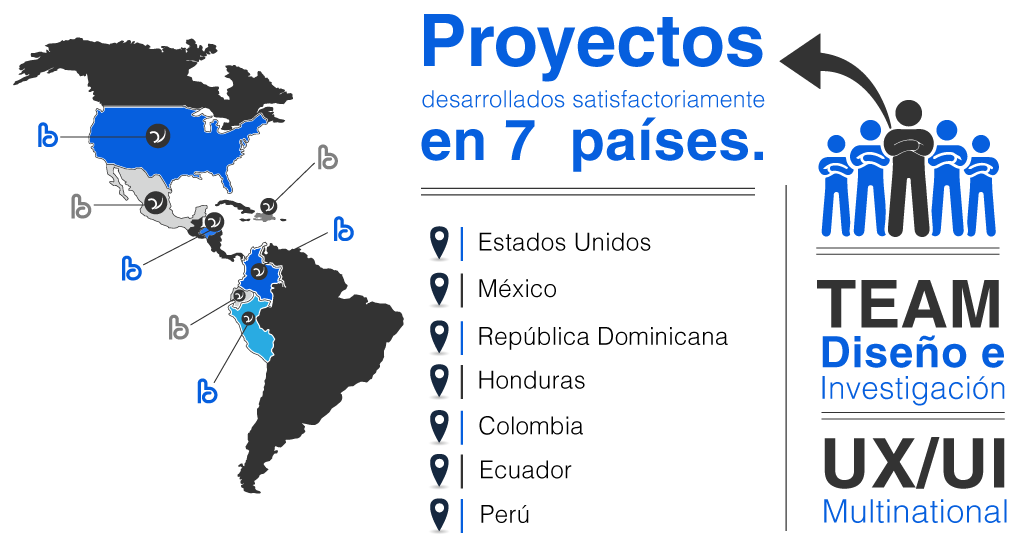 Proyectos
desarrollados satisfactoriamente
en 7 países.
Estados Unidos
México
República Dominicana
Honduras
Colombia
Ecuador
Perú
TEAM
Diseño e
Investigación
UX/UI
Multinational